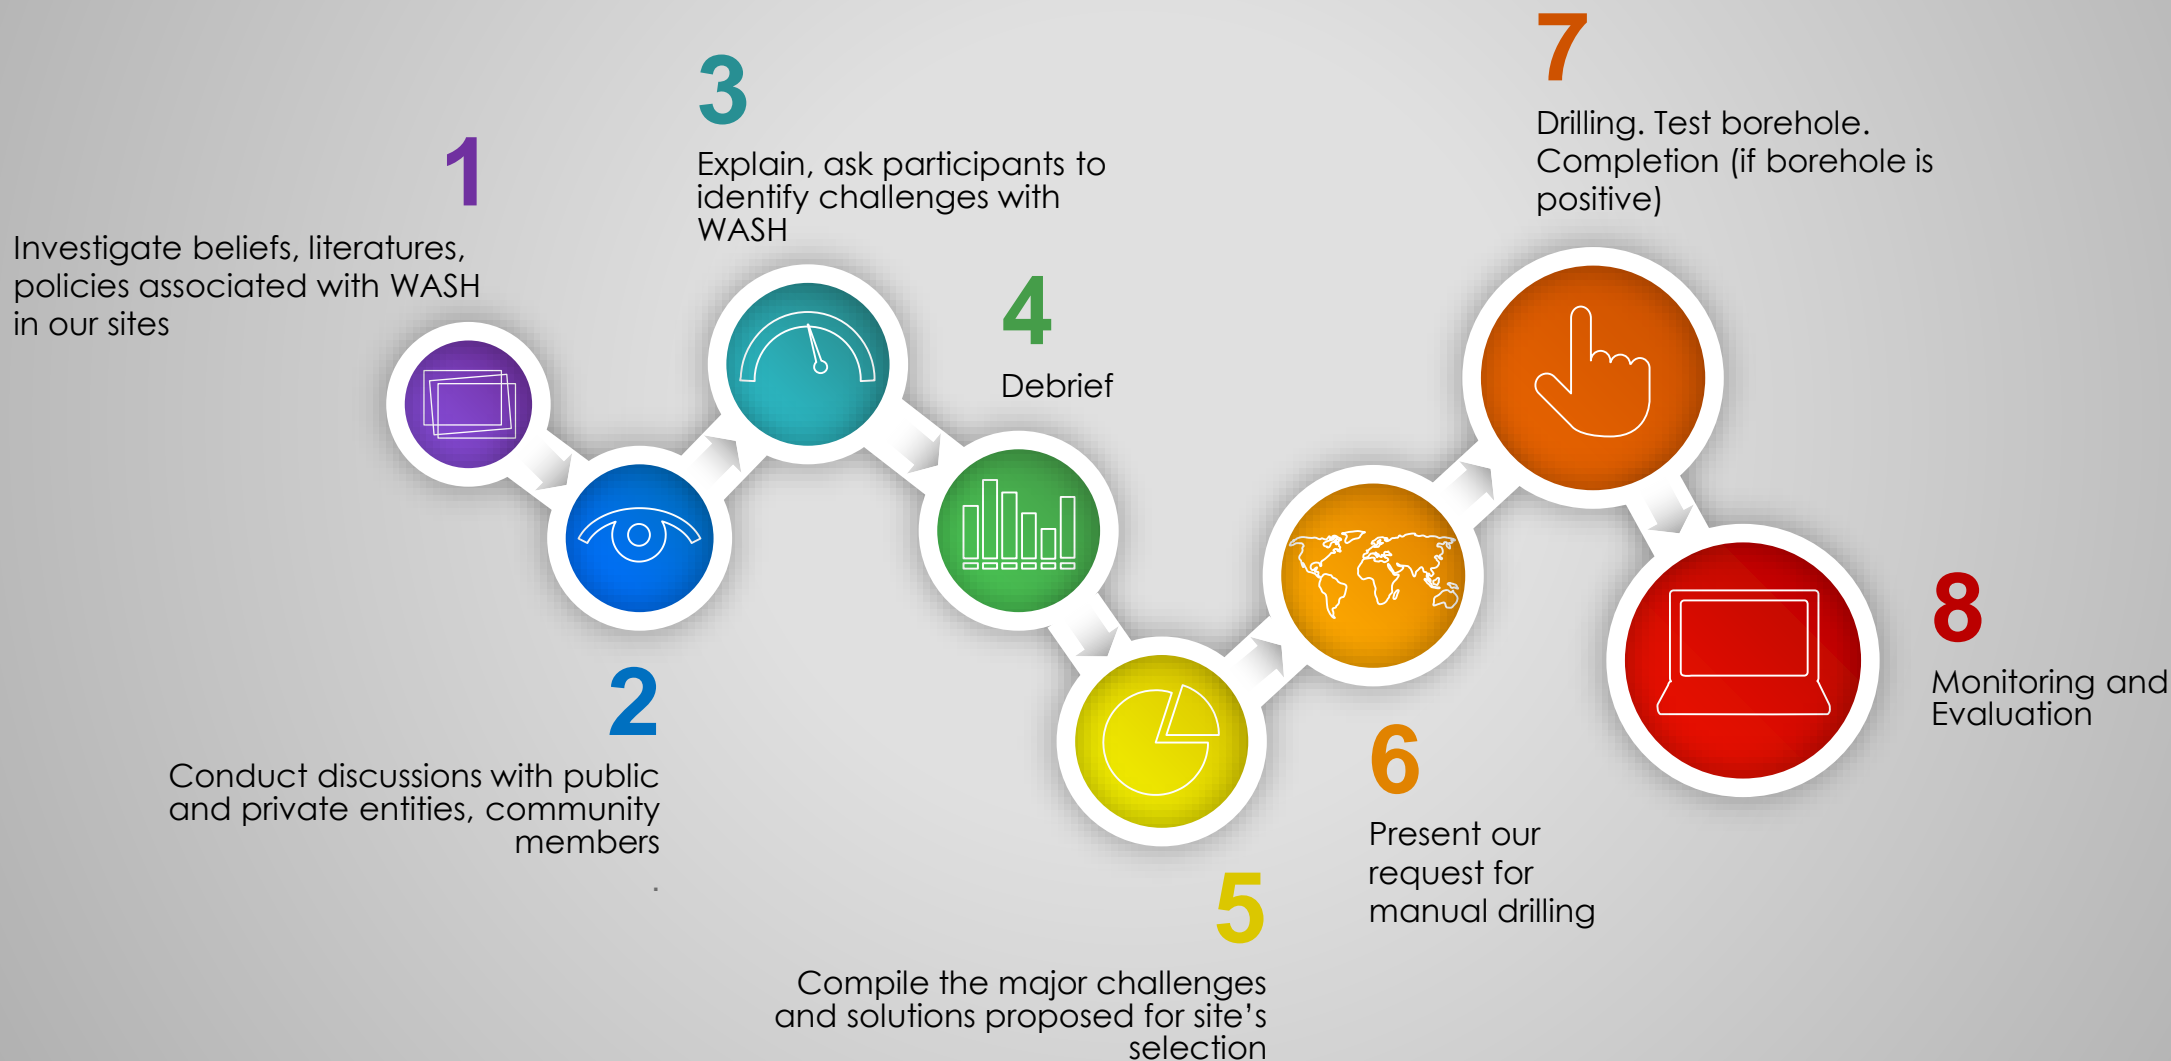 1
Investigate beliefs, literatures,
policies associated with WASH
in our sites
2
Conduct discussions with public
and private entities, community
members
.
3
Explain, ask participants to
identify challenges with
WASH
4
Debrief
5
Compile the major challenges
and solutions proposed for site’s
selection
6
Present our
request for
manual drilling
7
Drilling. Test borehole.
Completion (if borehole is
positive)
8
Monitoring and
Evaluation